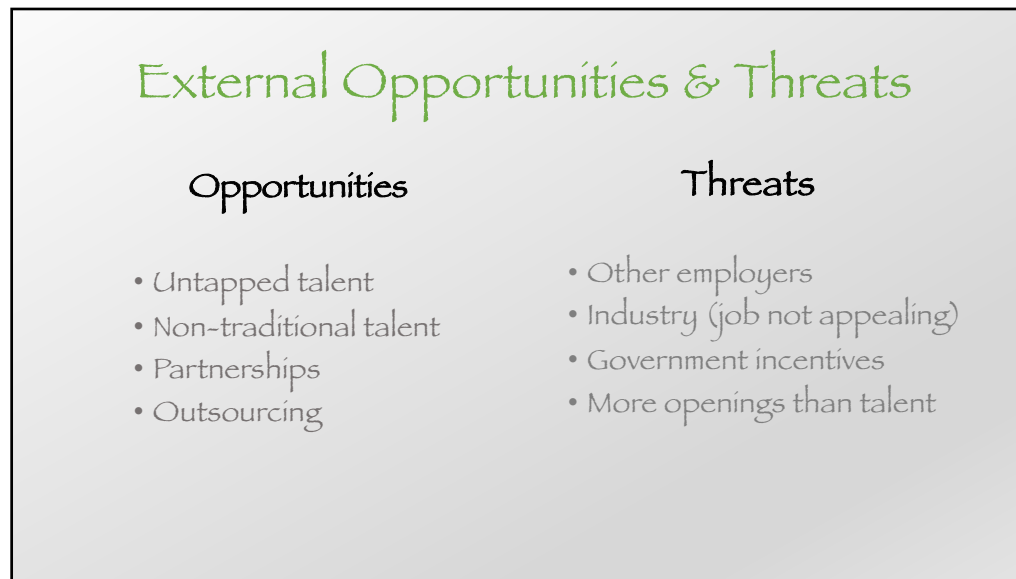 External Opportunities & Threats
Opportunities
• Untapped talent
• Non-traditional talent
• Partnerships
• Outsourcing
Threats
• Other employers
• Industry (job not appealing)
• Government incentives
• More openings than talent